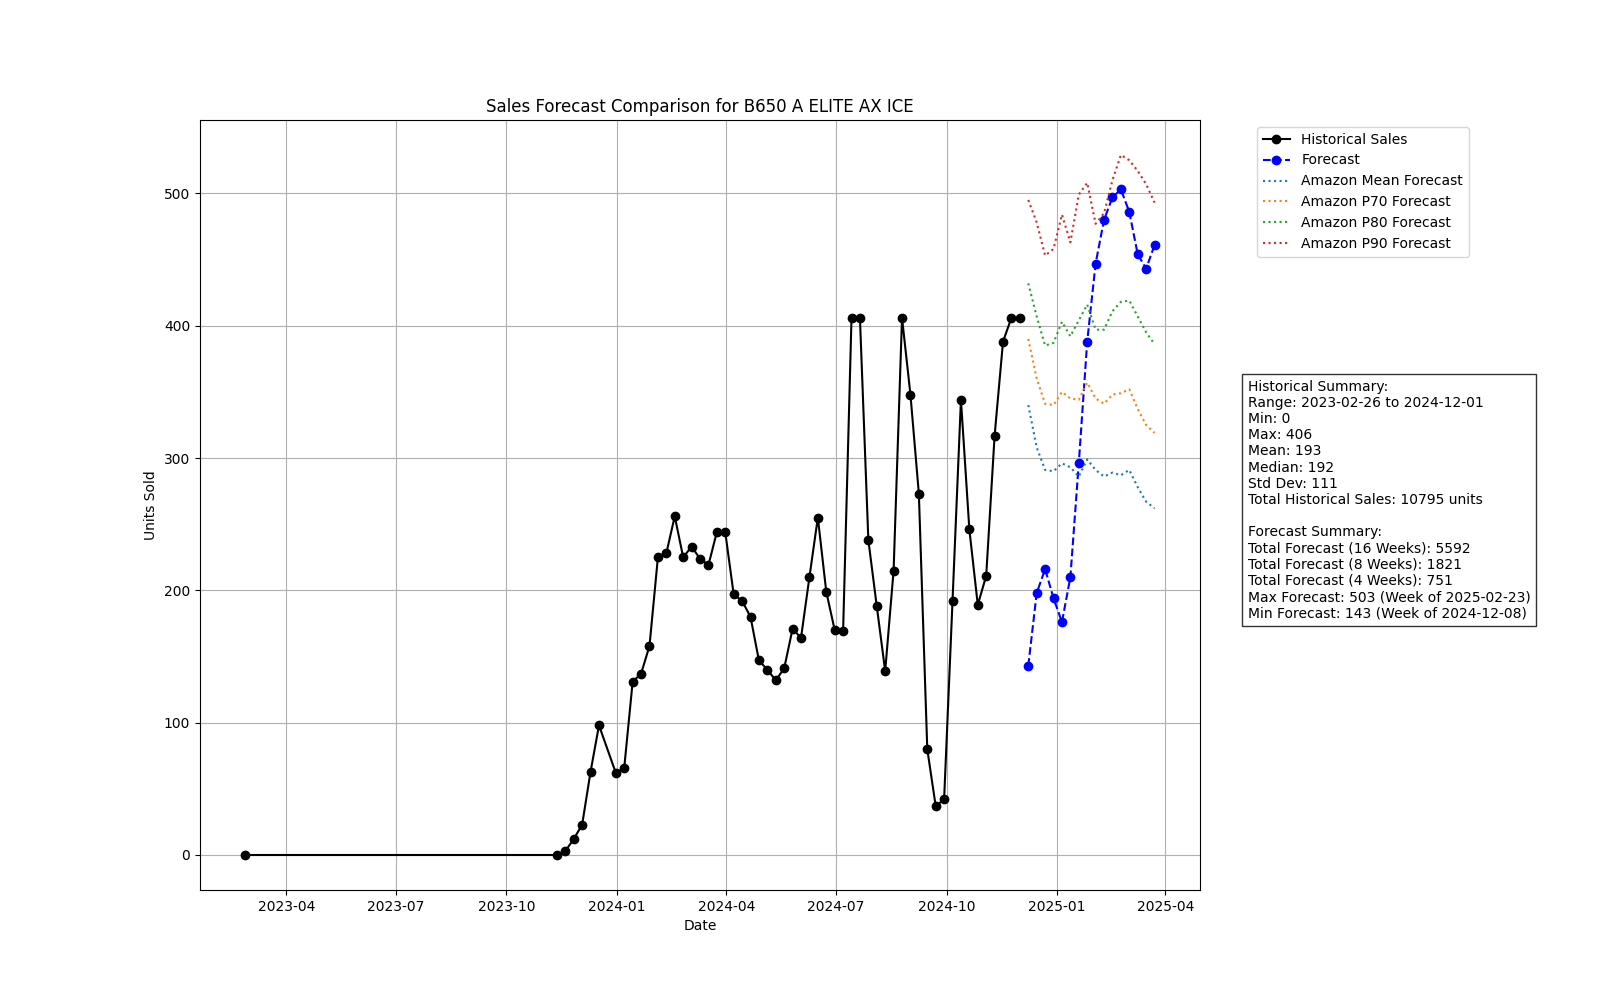 Sales Forecast Comparison for B650 A ELITE AX ICE
Historical Sales
Forecast
Amazon Mean Forecast
Amazon P70 Forecast
Amazon P80 Forecast
Amazon P90 Forecast
500
400
300
200
100
0
Units Sold
2023-04
2023-07
2023-10
2024-01
2024-04
2024-07
2024-10
2025-01
2025-04
Date
Historical Summary:
Range: 2023-02-26 to 2024-12-01
Min: 0
Max: 406
Mean: 193
Median: 192
Std Dev: 111
Total Historical Sales: 10795 units
Forecast Summary:
Total Forecast (16 Weeks): 5592
Total Forecast (8 Weeks): 1821
Total Forecast (4 Weeks): 751
Max Forecast: 503 (Week of 2025-02-23)
Min Forecast: 143 (Week of 2024-12-08)